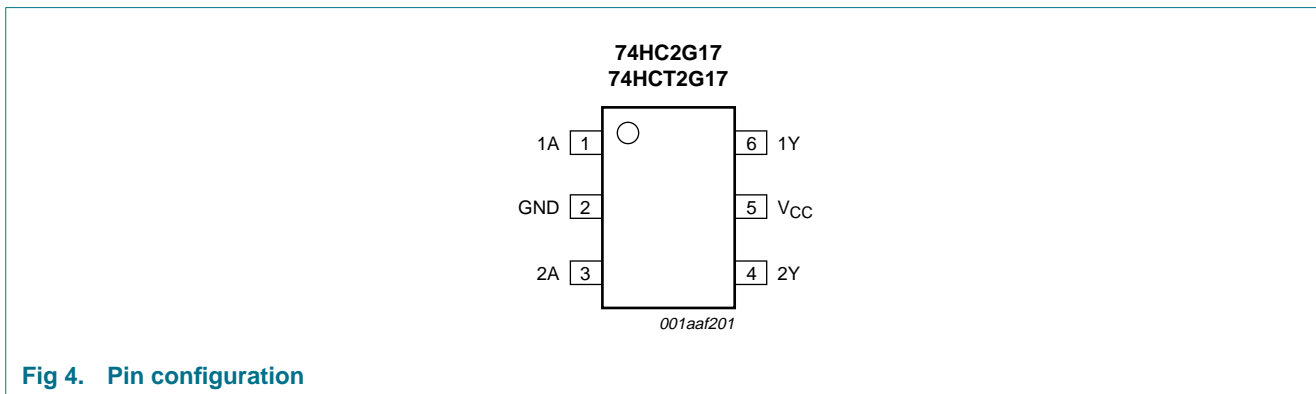 74HC2G17
74HCT2G17
1A 1 6 1Y
GND 2 5 VCC
2A 3 4 2Y
001aaf201
Fig 4. Pin configuration